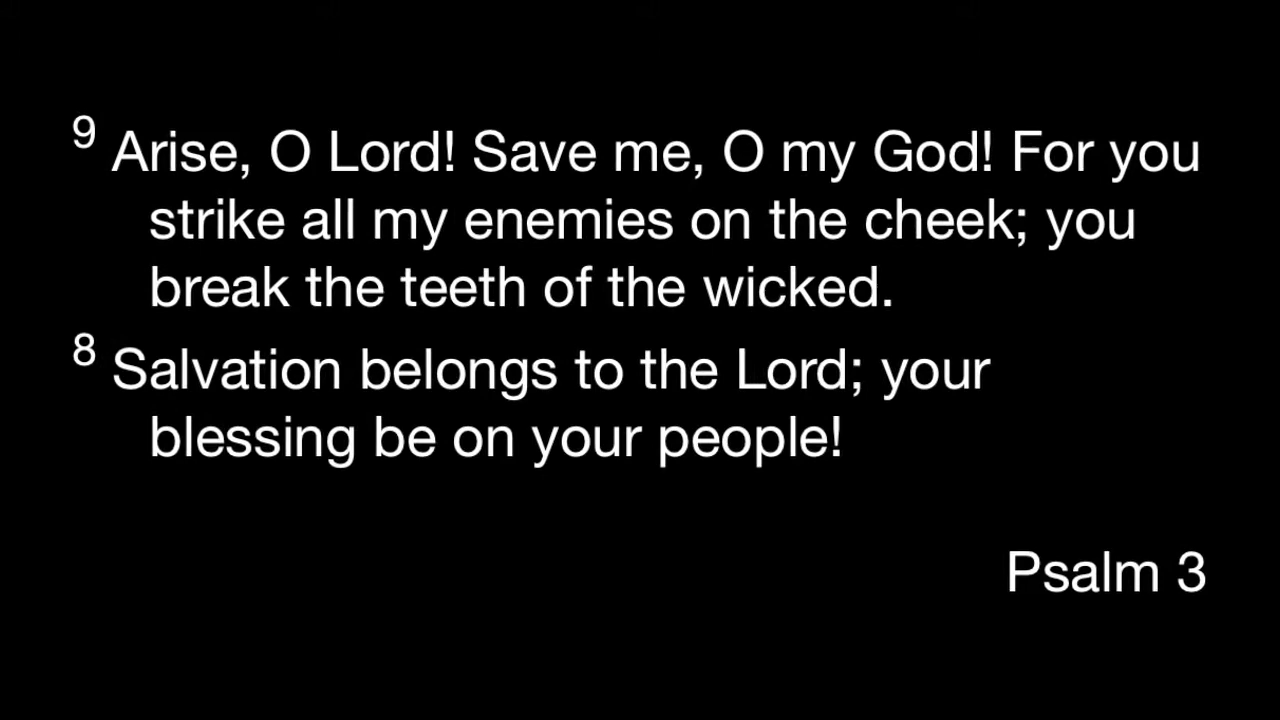 9 Arise, O Lord! Save me, O my God! For you
strike all my enemies on the cheek; you
break the teeth of the wicked.
8 Salvation belongs to the Lord; your
blessing be on your people!
Psalm 3